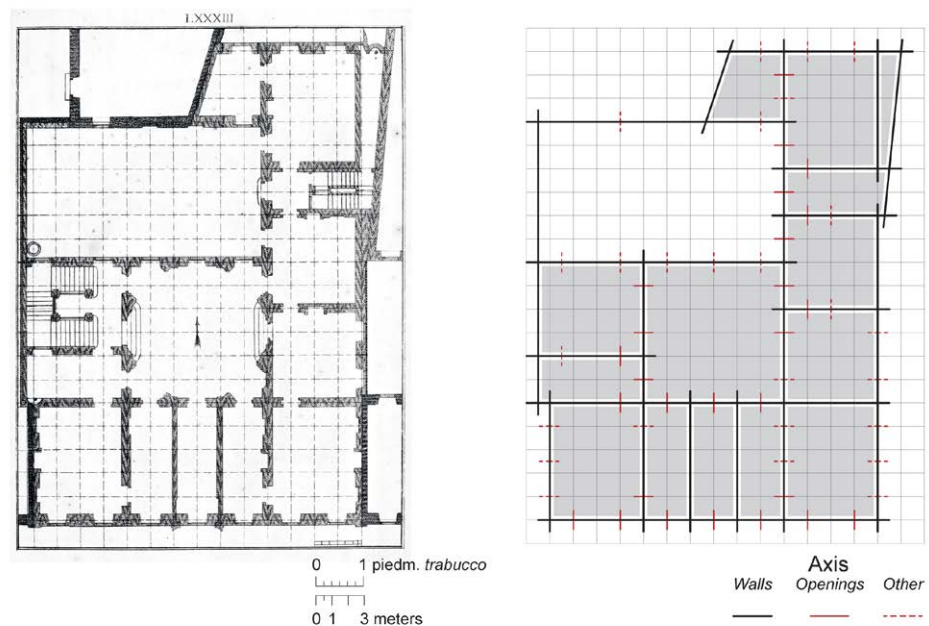 LXXXIII
0 1 piedm. trabucco
0 1 3 meters
Axis
Walls Openings Other